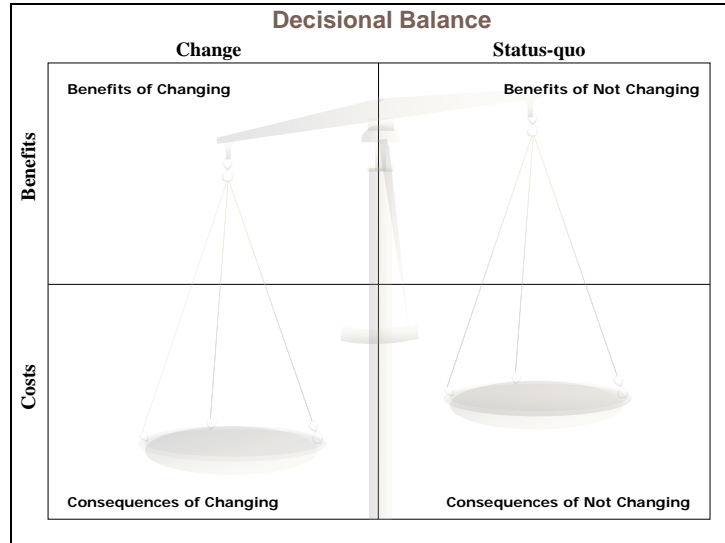 Decisional Balance
Change
Status-quo
Benefits
Benefits of Changing
Benefits of Not Changing
Costs
Consequences of Changing
Consequences of Not Changing